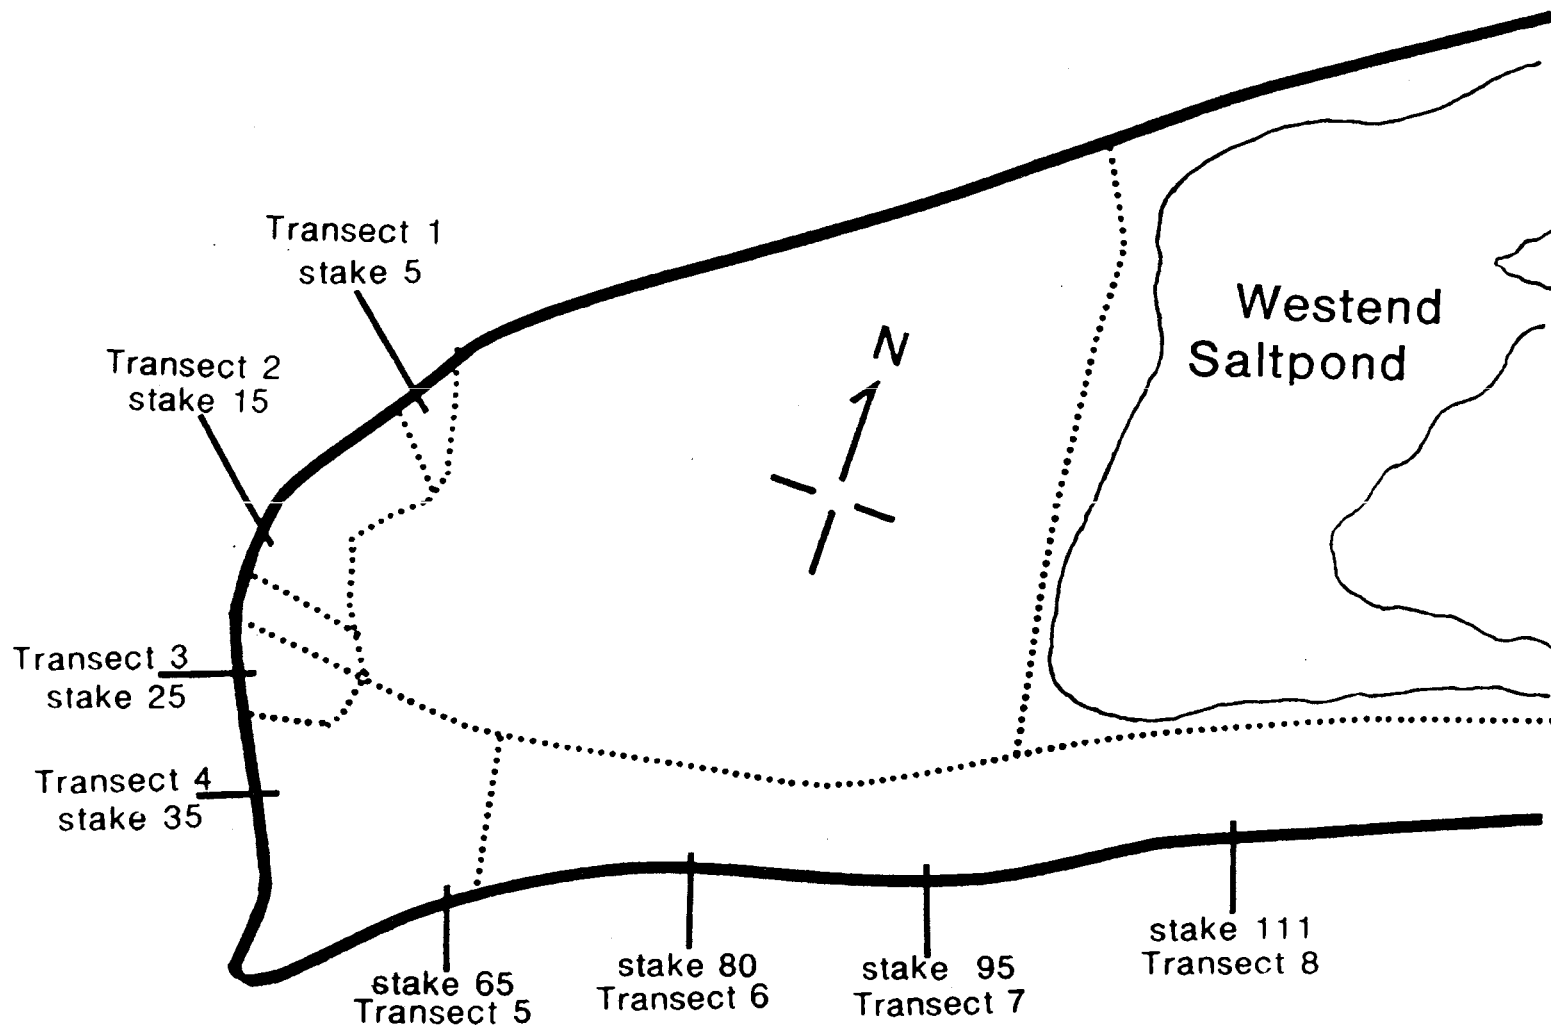 Transect 1
stake 5
Transect 2
stake 15
N
Westend
Saltpond
Transect 3
stake 25
Transect 4
stake 35
stake 65
Transect 5
stake 80
Transect 6
stake 95
Transect 7
stake 111
Transect 8